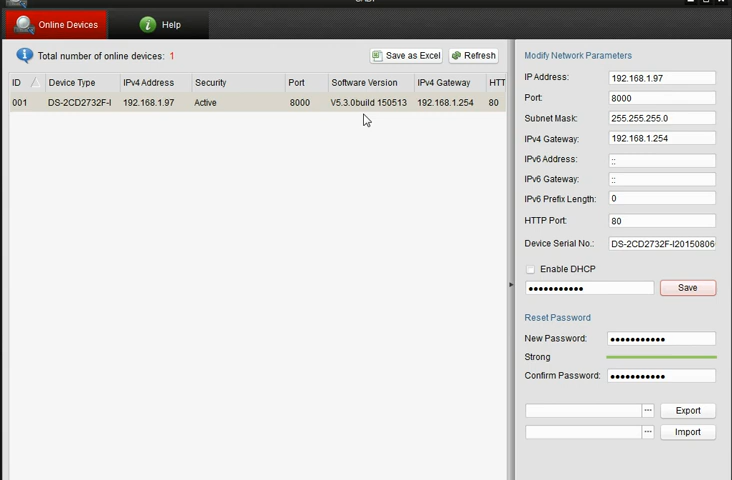 Online Devices
Help
Total number of online devices: 1
Save as Excel
Refresh
ID Device Type IPv4 Address Security Port Software Version IPv4 Gateway HTT
001 DS-2CD2732F-I 192.168.1.97 Active 8000 V5.3.0build 150513 192.168.1.254 80
Modify Network Parameters
IP Address: 192.168.1.97
Port: 8000
Subnet Mask: 255.255.255.0
IPv4 Gateway: 192.168.1.254
IPv6 Address: ::
IPv6 Gateway: ::
IPv6 Prefix Length: 0
HTTP Port: 80
Device Serial No.: DS-2CD2732F-I20150806
Enable DHCP
●●●●●●●●●●● Save
Reset Password
New Password: ●●●●●●●●●●●
Strong
Confirm Password: ●●●●●●●●●●●
... Export
... Import